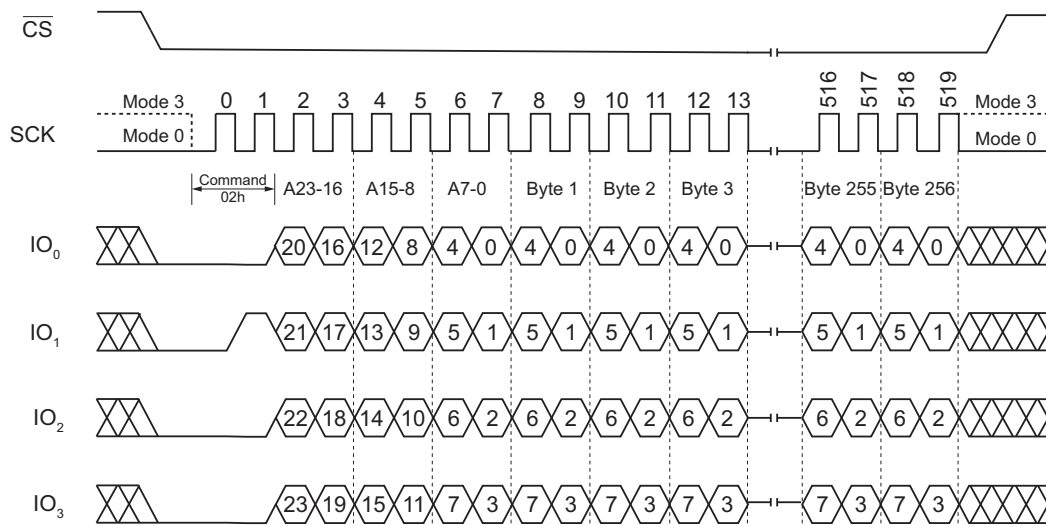 CS
Mode 3 0 1 2 3 4 5 6 7 8 9 10 11 12 13 516 517 518 519 Mode 3
SCK Mode 0 Mode 0
Command
02h
A23-16 A15-8 A7-0 Byte 1 Byte 2 Byte 3 Byte 255 Byte 256
IO0 20 16 12 8 4 0 4 0 4 0 4 0 4 0 4 0
IO1 21 17 13 9 5 1 5 1 5 1 5 1 5 1 5 1
IO2 22 18 14 10 6 2 6 2 6 2 6 2 6 2 6 2
IO3 23 19 15 11 7 3 7 3 7 3 7 3 7 3 7 3